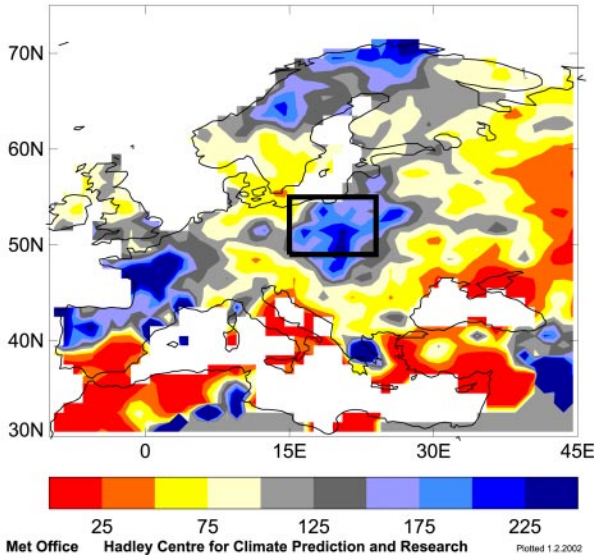 70N
60N
50N
40N
30N
0 15E 30E 45E
25 75 125 175 225
Met Office Hadley Centre for Climate Prediction and Research Plotted 1.2.2002